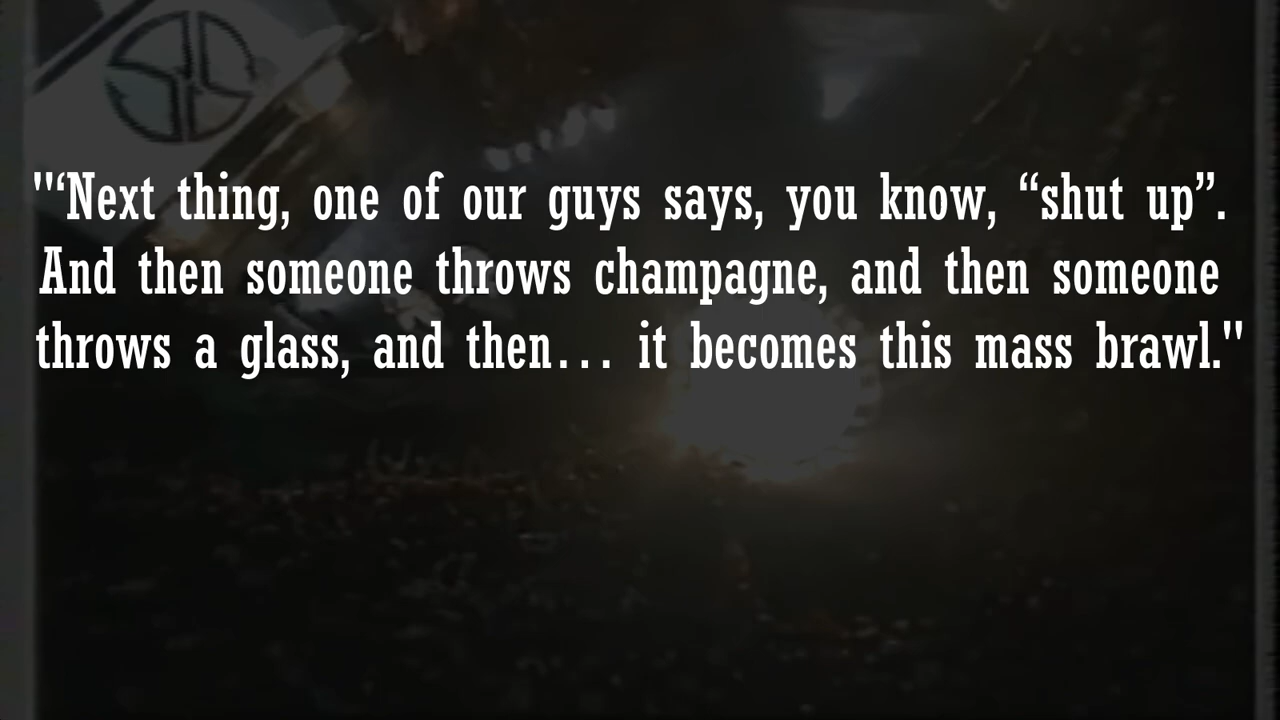 "‘Next thing, one of our guys says, you know, “shut up”.
And then someone throws champagne, and then someone
throws a glass, and then… it becomes this mass brawl."